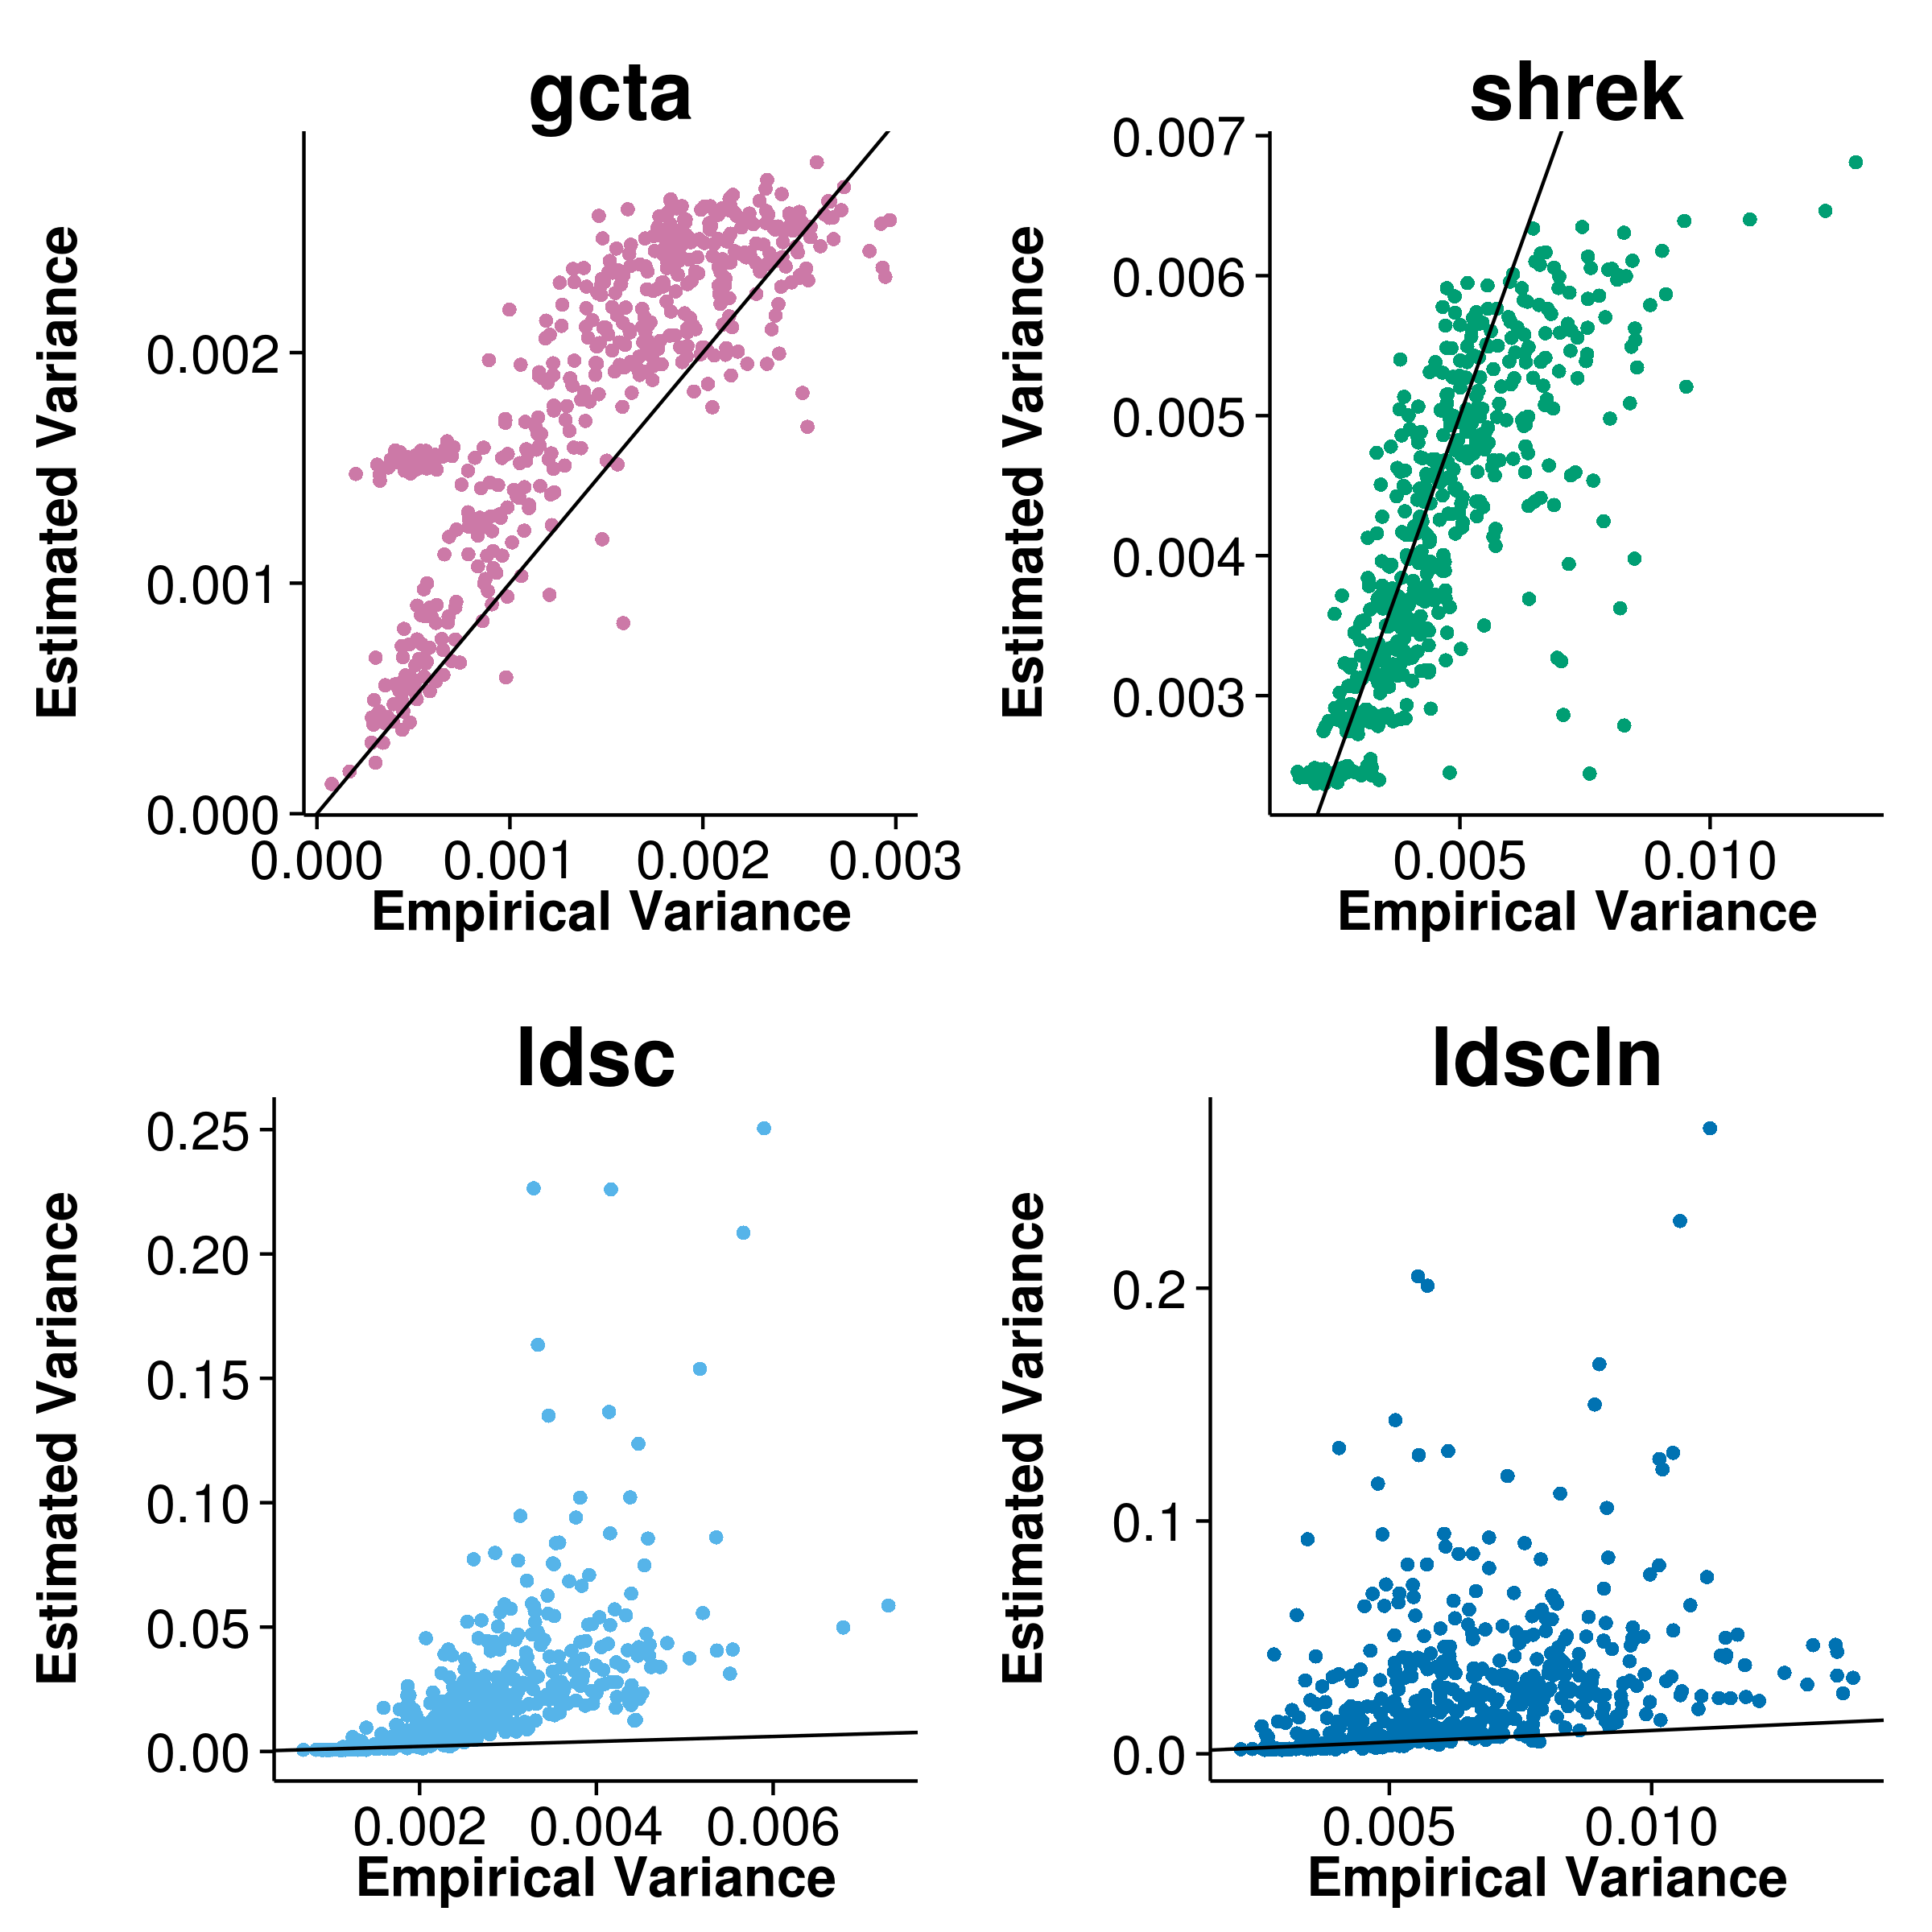 gcta
Estimated Variance
0.002
0.001
0.000
0.000 0.001 0.002 0.003
Empirical Variance
shrek
Estimated Variance
0.007
0.006
0.005
0.004
0.003
0.005 0.010
Empirical Variance
ldsc
Estimated Variance
0.25
0.20
0.15
0.10
0.05
0.00
0.002 0.004 0.006
Empirical Variance
ldscIn
Estimated Variance
0.2
0.1
0.0
0.005 0.010
Empirical Variance